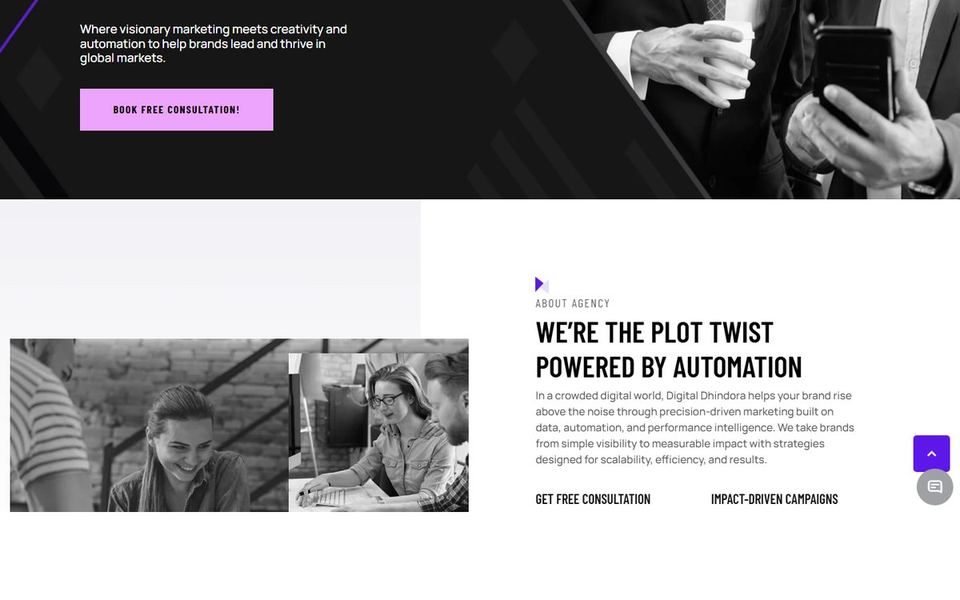 Where visionary marketing meets creativity and
automation to help brands lead and thrive in
global markets.
BOOK FREE CONSULTATION!
ABOUT AGENCY
WE'RE THE PLOT TWIST
POWERED BY AUTOMATION
In a crowded digital world, Digital Dhindora helps your brand rise
above the noise through precision-driven marketing built on
data, automation, and performance intelligence. We take brands
from simple visibility to measurable impact with strategies
designed for scalability, efficiency, and results.
GET FREE CONSULTATION
IMPACT-DRIVEN CAMPAIGNS